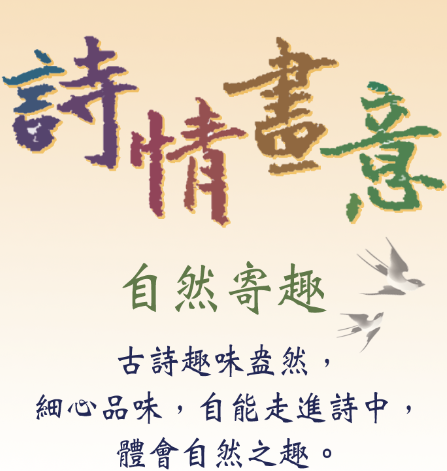 詩情畫意
自然寄趣
古詩趣味盎然，
細心品味，自能走進詩中，
體會自然之趣。